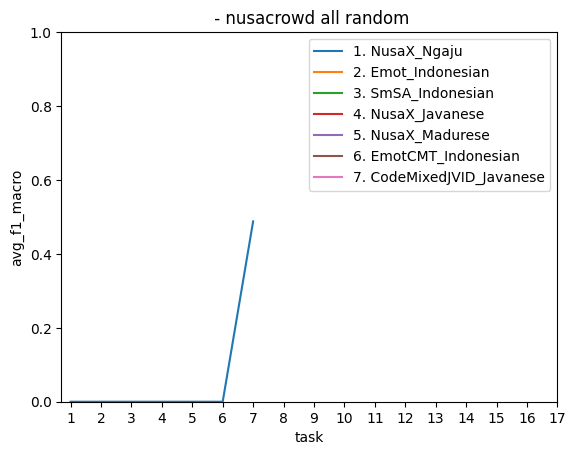 - nusacrowd all random
1.0
0.8
0.6
0.4
0.2
0.0
avg_f1_macro
1. NusaX_Ngaju
2. Emot_Indonesian
3. SmSA_Indonesian
4. NusaX_Javanese
5. NusaX_Madurese
6. EmotCMT_Indonesian
7. CodeMixedJVID_Javanese
1 2 3 4 5 6 7 8 9 10 11 12 13 14 15 16 17
task